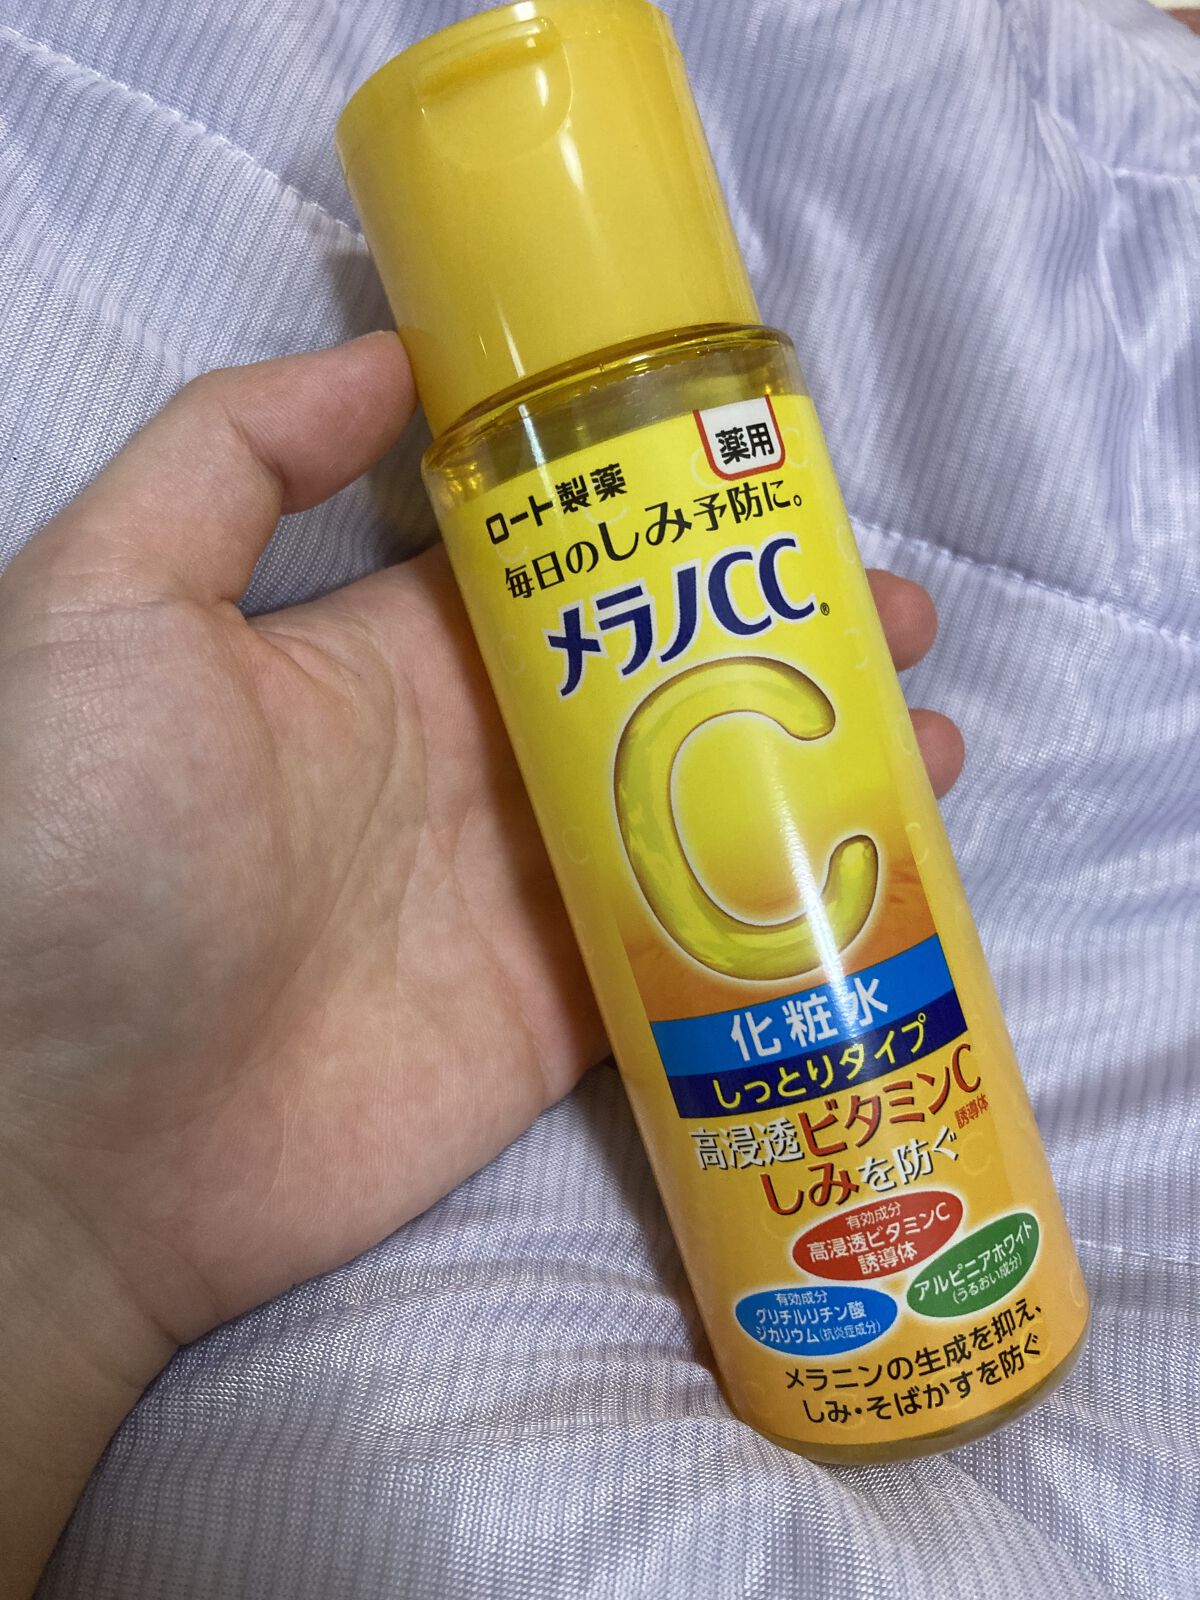 薬用
ロート製薬
毎日のしみ予防に。
メラノCC®
C
化粧水
しっとりタイプ
高浸透ビタミンC誘導体
しみを防ぐ
有効成分
高浸透ビタミンC
誘導体
アルピニアホワイト
(うるおい成分)
有効成分
グリチルリチン酸
ジカリウム(抗炎症成分)
メラニンの生成を抑え、
しみ・そばかすを防ぐ